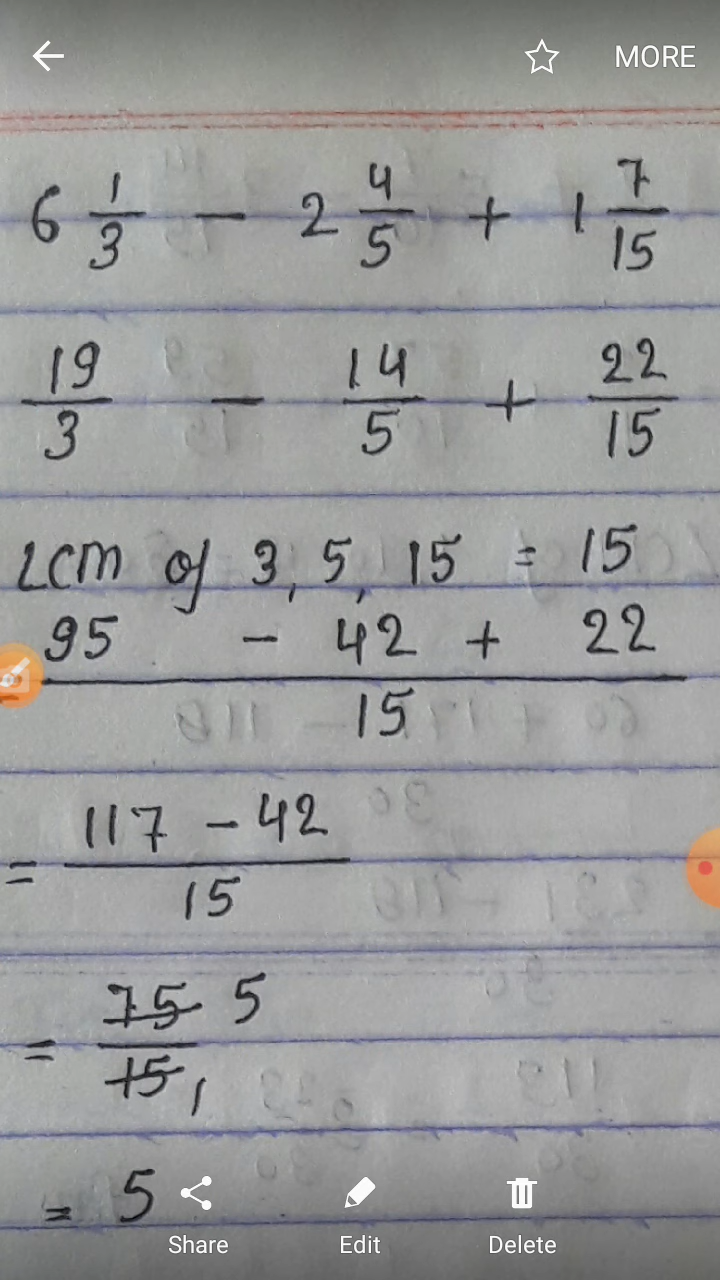 MORE
6 1/3 - 2 4/5 + 1 7/15
19/3 - 14/5 + 22/15
LCM of 3, 5, 15 = 15
95 - 42 + 22
15
= 117 - 42
15
= 75 5
15 1
= 5
Share Edit Delete